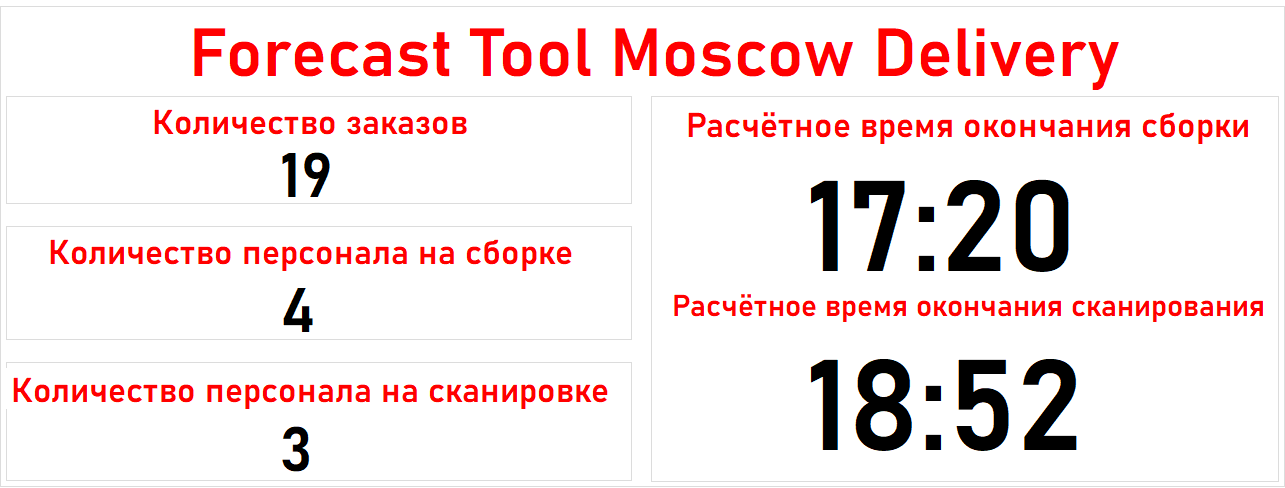 Forecast Tool Moscow Delivery
Количество заказов
19
Количество персонала на сборке
4
Количество персонала на сканировке
3
Расчётное время окончания сборки
17:20
Расчётное время окончания сканирования
18:52